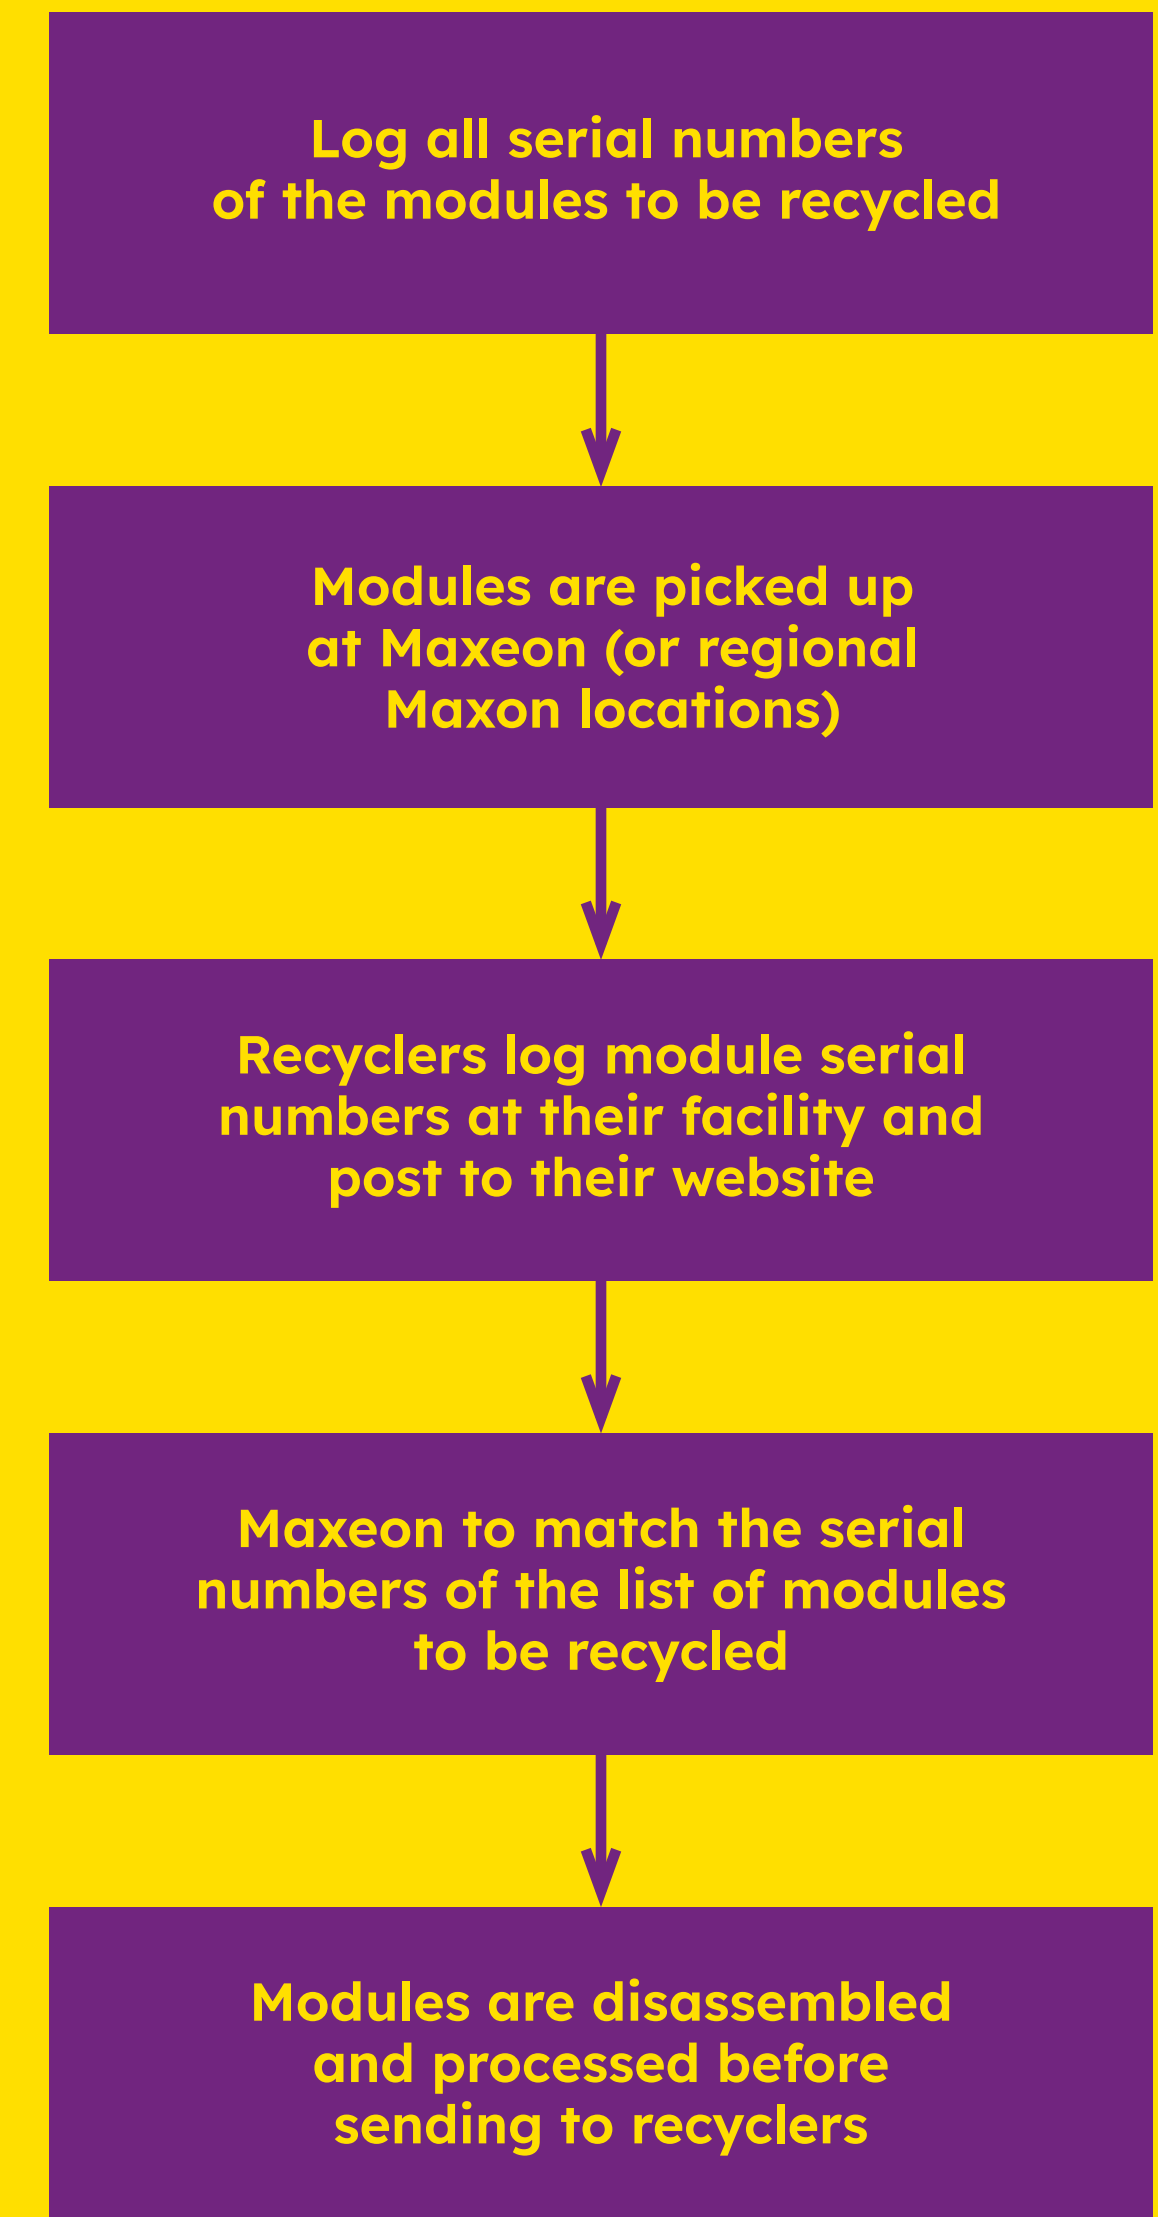 Log all serial numbers
of the modules to be recycled
Modules are picked up
at Maxeon (or regional
Maxon locations)
Recyclers log module serial
numbers at their facility and
post to their website
Maxeon to match the serial
numbers of the list of modules
to be recycled
Modules are disassembled
and processed before
sending to recyclers